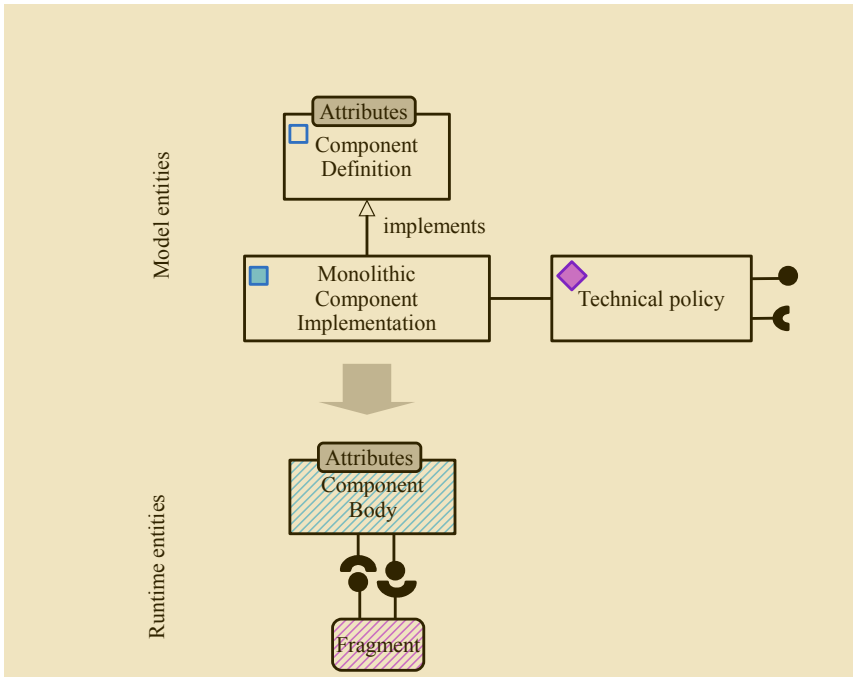 Model entities
Attributes
Component
Definition
implements
Monolithic
Component
Implementation
Technical policy
Runtime entities
Attributes
Component
Body
Fragment